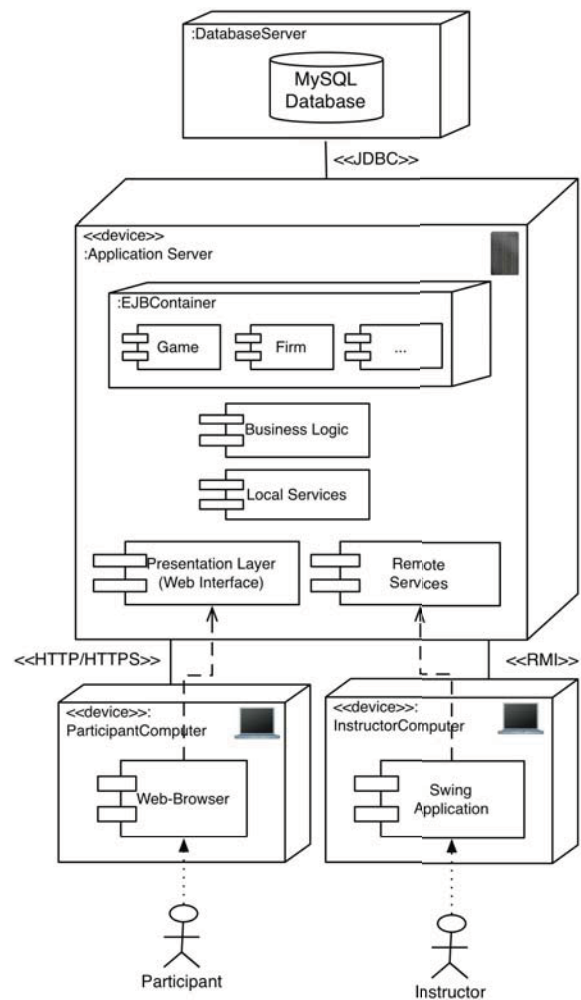 :DatabaseServer
MySQL
Database
<<JDBC>>
<<device>>
:Application Server
:EJBContainer
Game
Firm
...
Business Logic
Local Services
Presentation Layer
(Web Interface)
Remote
Services
<<HTTP/HTTPS>>
<<RMI>>
<<device>>:
ParticipantComputer
<<device>>:
InstructorComputer
Web-Browser
Swing
Application
Participant
Instructor